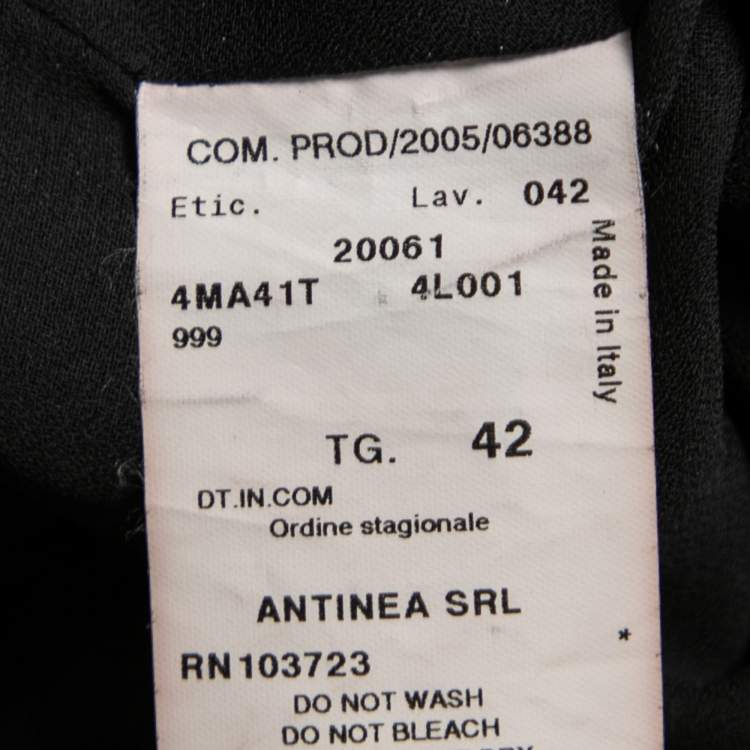 COM. PROD/2005/06388
Etic. Lav. 042
20061
4MA41T 4L001
999
Made in Italy
TG. 42
DT.IN.COM
Ordine stagionale
ANTINEA SRL
*
RN103723
DO NOT WASH
DO NOT BLEACH